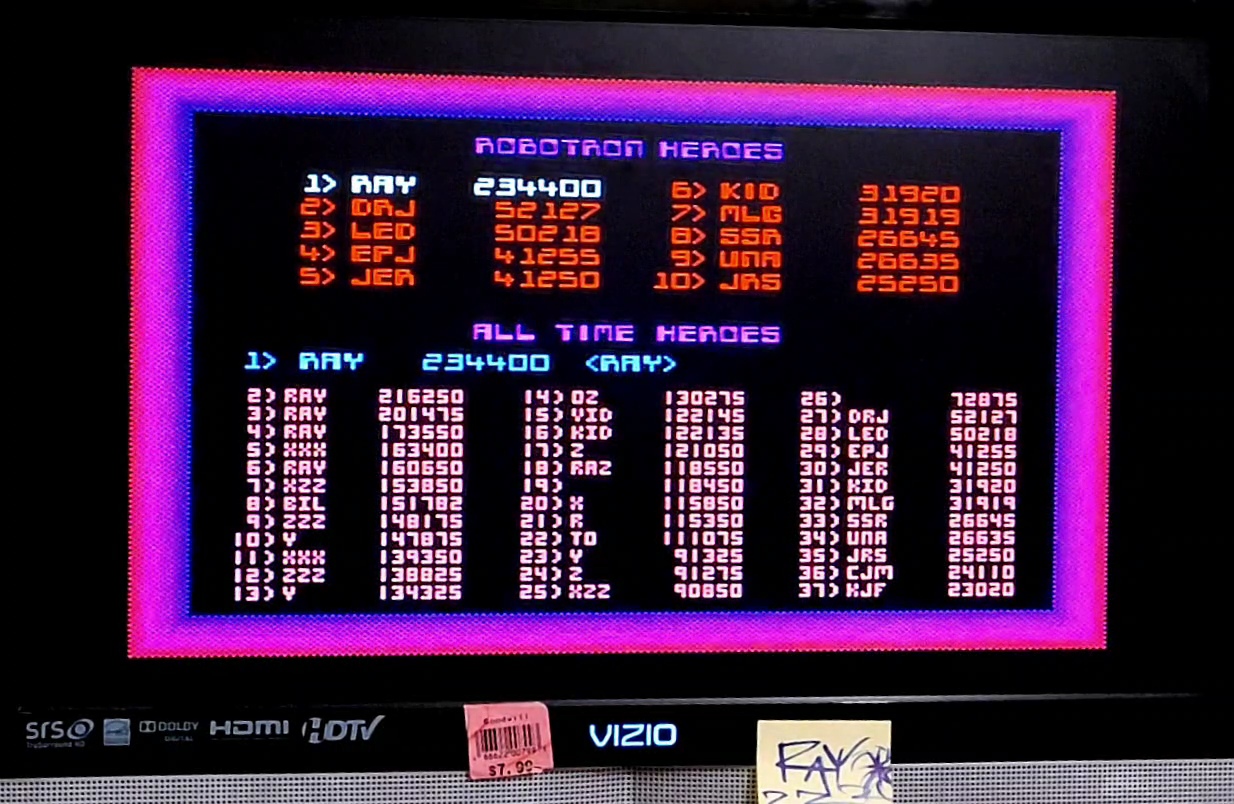 ROBOTRON HEROES
1> RAY 234400 6> KID 31920
2> DRJ 52127 7> MLG 31919
3> LED 50218 8> SSR 26645
4> EPJ 41255 9> UNA 26635
5> JER 41250 10> JRS 25250
ALL TIME HEROES
1> RAY 234400 <RAY>
2) RAY 216250 14) OZ 130275 26) 72875
3) RAY 201475 15) VID 122145 27) DRJ 52127
4) RAY 173550 16) KID 122135 28) LED 50218
5) XXX 163400 17) Z 121050 29) EPJ 41255
6) RAY 160650 18) RAZ 118550 30) JER 41250
7) XZZ 153850 19) 118450 31) KID 31920
8) BIL 151782 20) X 115850 32) MLG 31919
9) ZZZ 148175 21) R 115350 33) SSR 26645
10) Y 147875 22) TO 111075 34) UNA 26635
11) XXX 139350 23) Y 91325 35) JRS 25250
12) ZZZ 138825 24) Z 91275 36) CJM 24110
13) Y 134325 25) XZZ 90850 37) KJF 23020
SRS DOLBY DIGITAL HDMI HDTV
TruSurround HD
Goodwill
$7.99
VIZIO
RAY